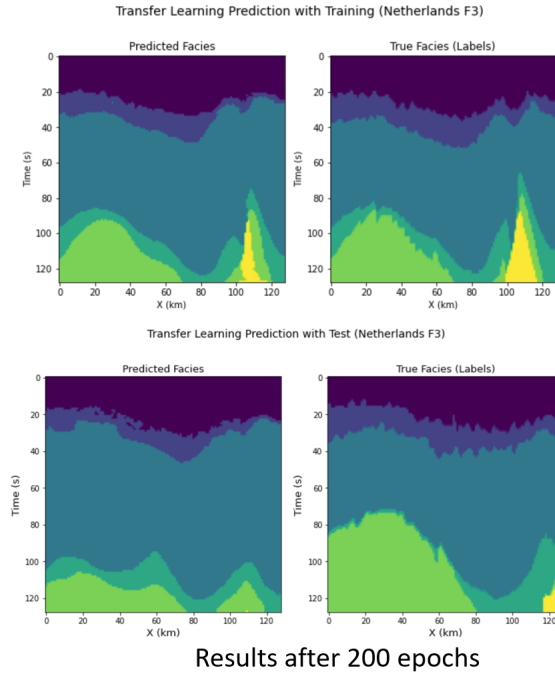 Transfer Learning Prediction with Training (Netherlands F3)
Predicted Facies
True Facies (Labels)
Time (s)
0
20
40
60
80
100
120
0 20 40 60 80 100 120
X (km)
Time (s)
0
20
40
60
80
100
120
0 20 40 60 80 100 120
X (km)
Transfer Learning Prediction with Test (Netherlands F3)
Predicted Facies
True Facies (Labels)
Time (s)
0
20
40
60
80
100
120
0 20 40 60 80 100 120
X (km)
Time (s)
0
20
40
60
80
100
120
0 20 40 60 80 100 120
X (km)
Results after 200 epochs